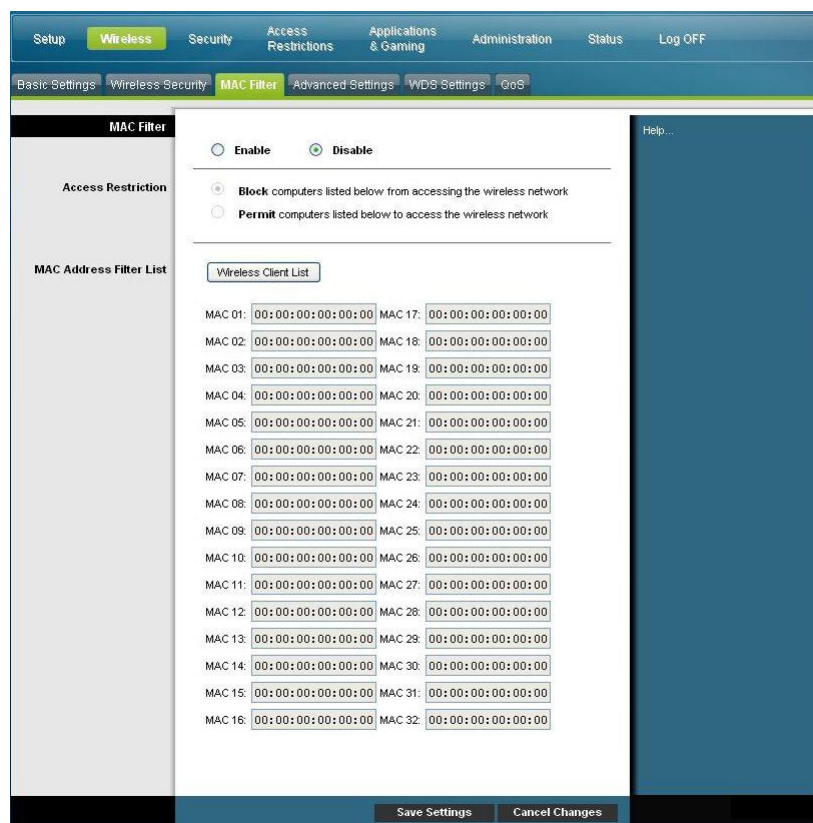 Setup Wireless Security Access Restrictions Applications & Gaming Administration Status Log OFF
Basic Settings Wireless Security MAC Filter Advanced Settings WDS Settings QoS
MAC Filter
Help...
Enable Disable
Access Restriction
Block computers listed below from accessing the wireless network
Permit computers listed below to access the wireless network
MAC Address Filter List
Wireless Client List
MAC 01: 00:00:00:00:00:00 MAC 17: 00:00:00:00:00:00
MAC 02: 00:00:00:00:00:00 MAC 18: 00:00:00:00:00:00
MAC 03: 00:00:00:00:00:00 MAC 19: 00:00:00:00:00:00
MAC 04: 00:00:00:00:00:00 MAC 20: 00:00:00:00:00:00
MAC 05: 00:00:00:00:00:00 MAC 21: 00:00:00:00:00:00
MAC 06: 00:00:00:00:00:00 MAC 22: 00:00:00:00:00:00
MAC 07: 00:00:00:00:00:00 MAC 23: 00:00:00:00:00:00
MAC 08: 00:00:00:00:00:00 MAC 24: 00:00:00:00:00:00
MAC 09: 00:00:00:00:00:00 MAC 25: 00:00:00:00:00:00
MAC 10: 00:00:00:00:00:00 MAC 26: 00:00:00:00:00:00
MAC 11: 00:00:00:00:00:00 MAC 27: 00:00:00:00:00:00
MAC 12: 00:00:00:00:00:00 MAC 28: 00:00:00:00:00:00
MAC 13: 00:00:00:00:00:00 MAC 29: 00:00:00:00:00:00
MAC 14: 00:00:00:00:00:00 MAC 30: 00:00:00:00:00:00
MAC 15: 00:00:00:00:00:00 MAC 31: 00:00:00:00:00:00
MAC 16: 00:00:00:00:00:00 MAC 32: 00:00:00:00:00:00
Save Settings Cancel Changes